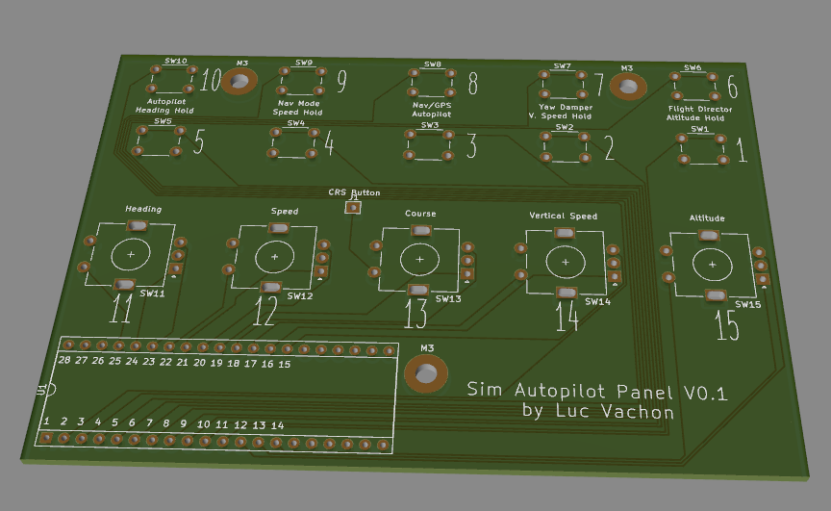 SW10 M3 SW9 SW8 SW7 M3 SW6
10 9 8 7 6
Autopilot
Heading Hold
Nav Mode
Speed Hold
Nav/GPS
Autopilot
Yaw Damper
V. Speed Hold
Flight Director
Altitude Hold
SW5 SW4 SW3 SW2 SW1
5 4 3 2 1
CRS Button
J1
Heading Speed Course Vertical Speed Altitude
SW11 SW12 SW13 SW14 SW15
11 12 13 14 15
M3
28 27 26 25 24 23 22 21 20 19 18 17 16 15
U1
Sim Autopilot Panel V0.1
by Luc Vachon
1 2 3 4 5 6 7 8 9 10 11 12 13 14